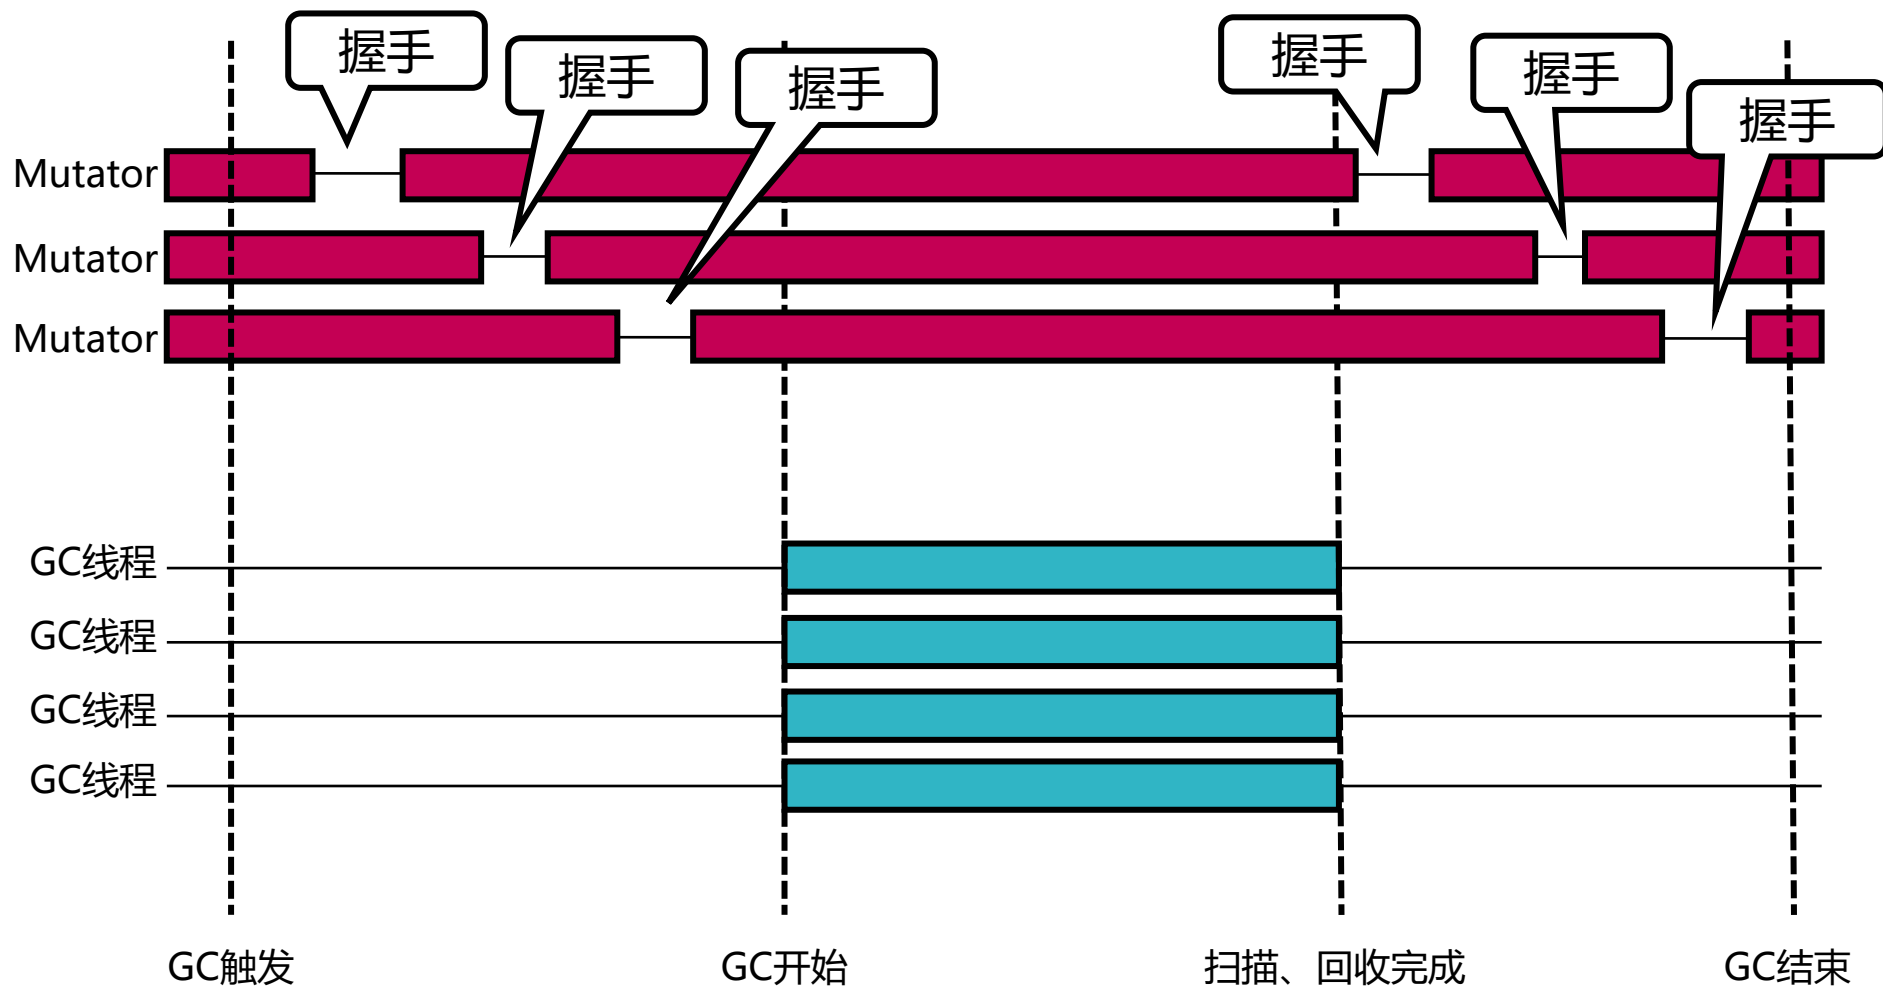 握手
握手
握手
握手
握手
握手
Mutator
Mutator
Mutator
GC线程
GC线程
GC线程
GC线程
GC触发
GC开始
扫描、回收完成
GC结束